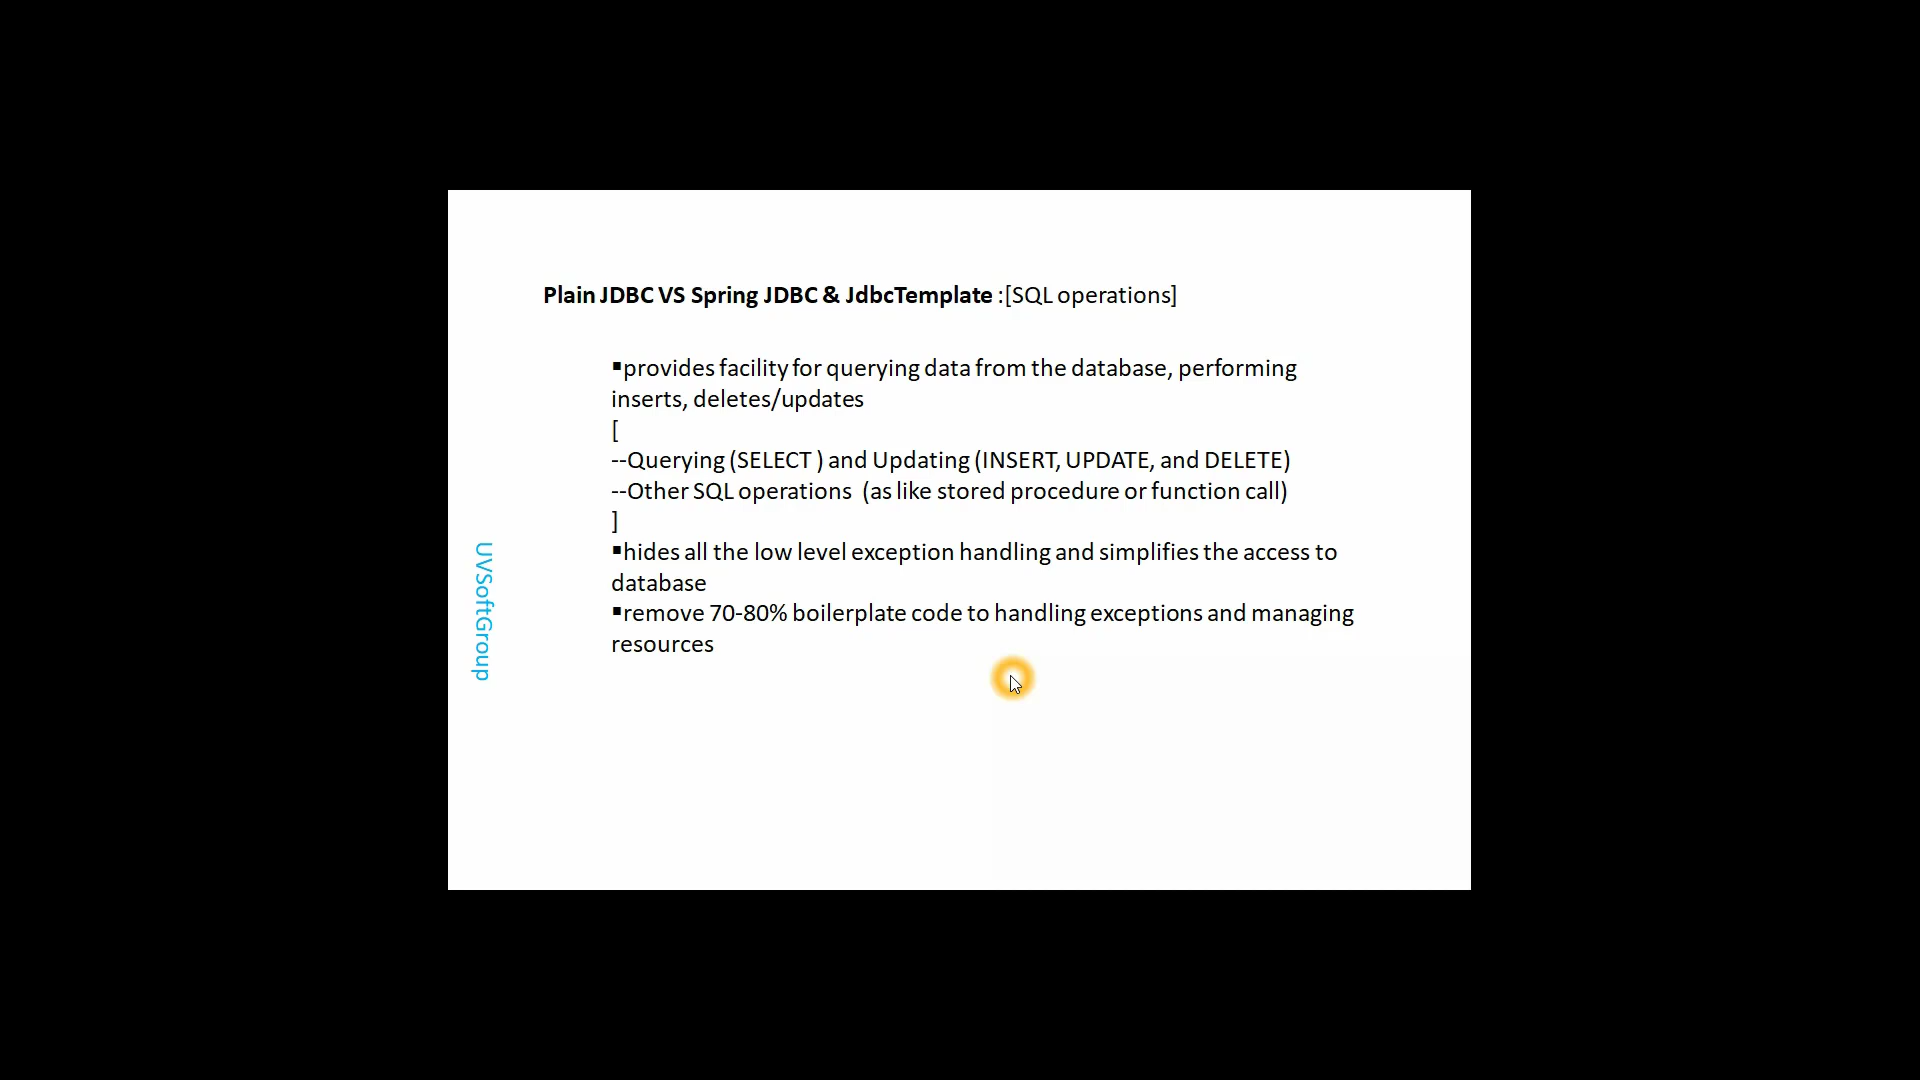 Plain JDBC VS Spring JDBC & JdbcTemplate :[SQL operations]
▪provides facility for querying data from the database, performing
inserts, deletes/updates
[
--Querying (SELECT ) and Updating (INSERT, UPDATE, and DELETE)
--Other SQL operations  (as like stored procedure or function call)
]
▪hides all the low level exception handling and simplifies the access to
database
▪remove 70-80% boilerplate code to handling exceptions and managing
resources
UVSoftGroup